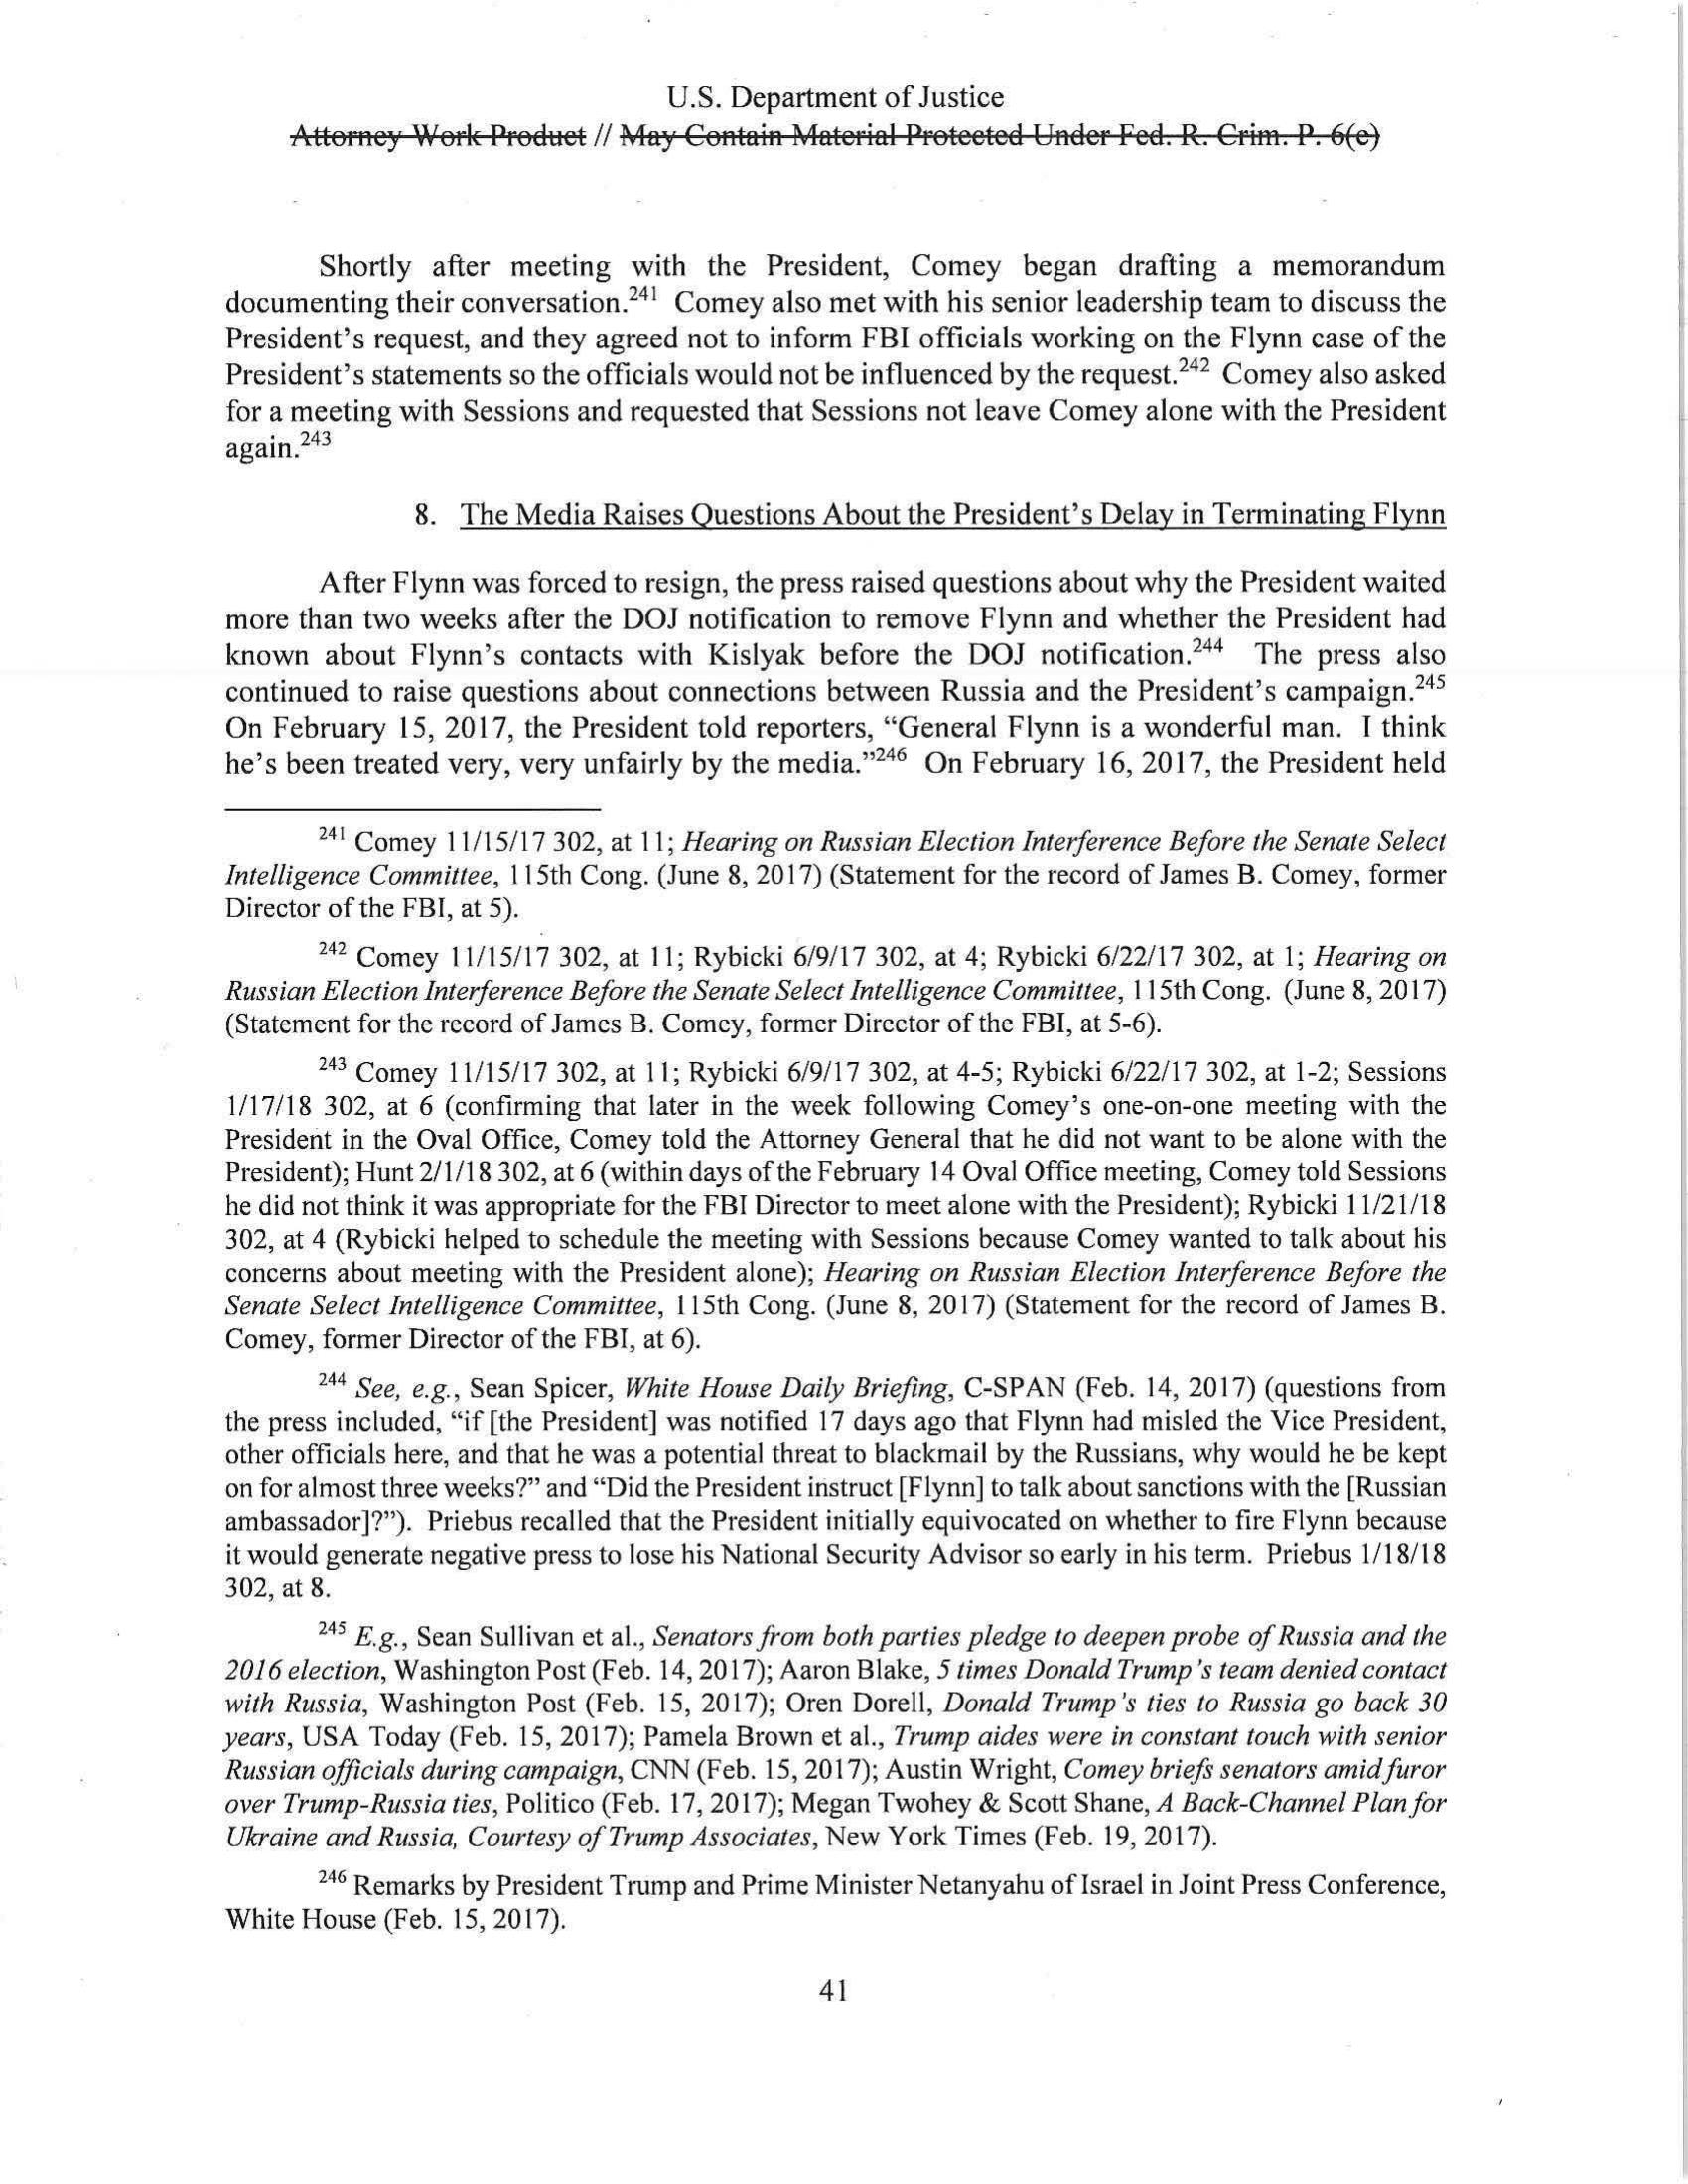 U.S. Department of Justice
Attorney Work Product // May Contain Material Protected Under Fed. R. Crim. P. 6(e)
Shortly after meeting with the President, Comey began drafting a memorandum
documenting their conversation.241 Comey also met with his senior leadership team to discuss the
President's request, and they agreed not to inform FBI officials working on the Flynn case of the
President's statements so the officials would not be influenced by the request.242 Comey also asked
for a meeting with Sessions and requested that Sessions not leave Comey alone with the President
again.243
8. The Media Raises Questions About the President's Delay in Terminating Flynn
After Flynn was forced to resign, the press raised questions about why the President waited
more than two weeks after the DOJ notification to remove Flynn and whether the President had
known about Flynn's contacts with Kislyak before the DOJ notification.244 The press also
continued to raise questions about connections between Russia and the President's campaign.245
On February 15, 2017, the President told reporters, “General Flynn is a wonderful man. I think
he's been treated very, very unfairly by the media.”246 On February 16, 2017, the President held
241 Comey 11/15/17 302, at 11; Hearing on Russian Election Interference Before the Senate Select
Intelligence Committee, 115th Cong. (June 8, 2017) (Statement for the record of James B. Comey, former
Director of the FBI, at 5).
242 Comey 11/15/17 302, at 11; Rybicki 6/9/17 302, at 4; Rybicki 6/22/17 302, at 1; Hearing on
Russian Election Interference Before the Senate Select Intelligence Committee, 115th Cong. (June 8, 2017)
(Statement for the record of James B. Comey, former Director of the FBI, at 5-6).
243 Comey 11/15/17 302, at 11; Rybicki 6/9/17 302, at 4-5; Rybicki 6/22/17 302, at 1-2; Sessions
1/17/18 302, at 6 (confirming that later in the week following Comey's one-on-one meeting with the
President in the Oval Office, Comey told the Attorney General that he did not want to be alone with the
President); Hunt 2/1/18 302, at 6 (within days of the February 14 Oval Office meeting, Comey told Sessions
he did not think it was appropriate for the FBI Director to meet alone with the President); Rybicki 11/21/18
302, at 4 (Rybicki helped to schedule the meeting with Sessions because Comey wanted to talk about his
concerns about meeting with the President alone); Hearing on Russian Election Interference Before the
Senate Select Intelligence Committee, 115th Cong. (June 8, 2017) (Statement for the record of James B.
Comey, former Director of the FBI, at 6).
244 See, e.g., Sean Spicer, White House Daily Briefing, C-SPAN (Feb. 14, 2017) (questions from
the press included, “if [the President] was notified 17 days ago that Flynn had misled the Vice President,
other officials here, and that he was a potential threat to blackmail by the Russians, why would he be kept
on for almost three weeks?” and “Did the President instruct [Flynn] to talk about sanctions with the [Russian
ambassador]?”). Priebus recalled that the President initially equivocated on whether to fire Flynn because
it would generate negative press to lose his National Security Advisor so early in his term. Priebus 1/18/18
302, at 8.
245 E.g., Sean Sullivan et al., Senators from both parties pledge to deepen probe of Russia and the
2016 election, Washington Post (Feb. 14, 2017); Aaron Blake, 5 times Donald Trump's team denied contact
with Russia, Washington Post (Feb. 15, 2017); Oren Dorell, Donald Trump's ties to Russia go back 30
years, USA Today (Feb. 15, 2017); Pamela Brown et al., Trump aides were in constant touch with senior
Russian officials during campaign, CNN (Feb. 15, 2017); Austin Wright, Comey briefs senators amid furor
over Trump-Russia ties, Politico (Feb. 17, 2017); Megan Twohey & Scott Shane, A Back-Channel Plan for
Ukraine and Russia, Courtesy of Trump Associates, New York Times (Feb. 19, 2017).
246 Remarks by President Trump and Prime Minister Netanyahu of Israel in Joint Press Conference,
White House (Feb. 15, 2017).
41